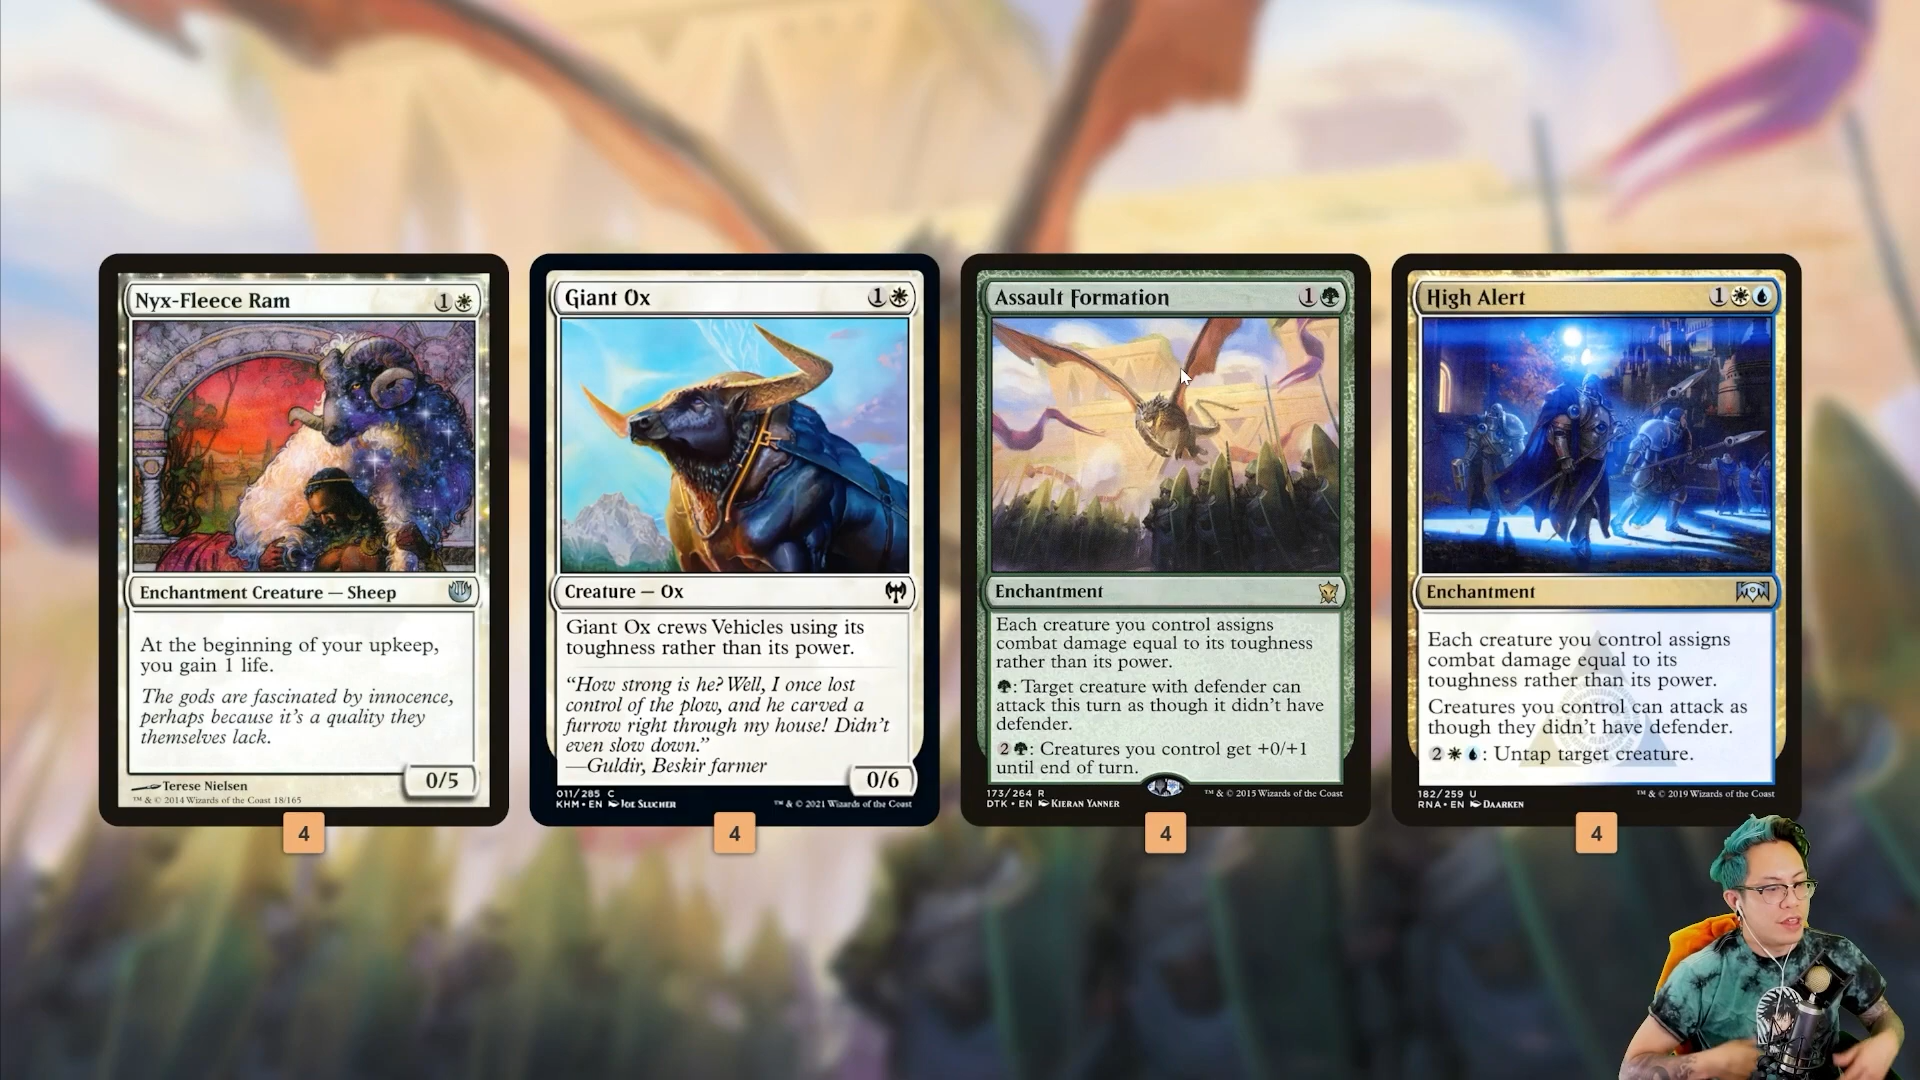 Nyx-Fleece Ram
1
Enchantment Creature — Sheep
At the beginning of your upkeep,
you gain 1 life.
The gods are fascinated by innocence,
perhaps because it's a quality they
themselves lack.
Terese Nielsen
™ & © 2014 Wizards of the Coast 18/165
0/5
4
Giant Ox
1
Creature — Ox
Giant Ox crews Vehicles using its
toughness rather than its power.
“How strong is he? Well, I once lost
control of the plow, and he carved a
furrow right through my house! Didn't
even slow down.”
—Guldir, Beskir farmer
0/6
011/285 C
KHM • EN Joe Slucher
™ & © 2021 Wizards of the Coast
4
Assault Formation
1
Enchantment
Each creature you control assigns
combat damage equal to its toughness
rather than its power.
: Target creature with defender can
attack this turn as though it didn't have
defender.
2: Creatures you control get +0/+1
until end of turn.
173/264 R
DTK • EN Kieran Yanner
™ & © 2015 Wizards of the Coast
4
High Alert
1
Enchantment
Each creature you control assigns
combat damage equal to its
toughness rather than its power.
Creatures you control can attack as
though they didn't have defender.
2: Untap target creature.
182/259 U
RNA • EN Daarken
™ & © 2019 Wizards of the Coast
4